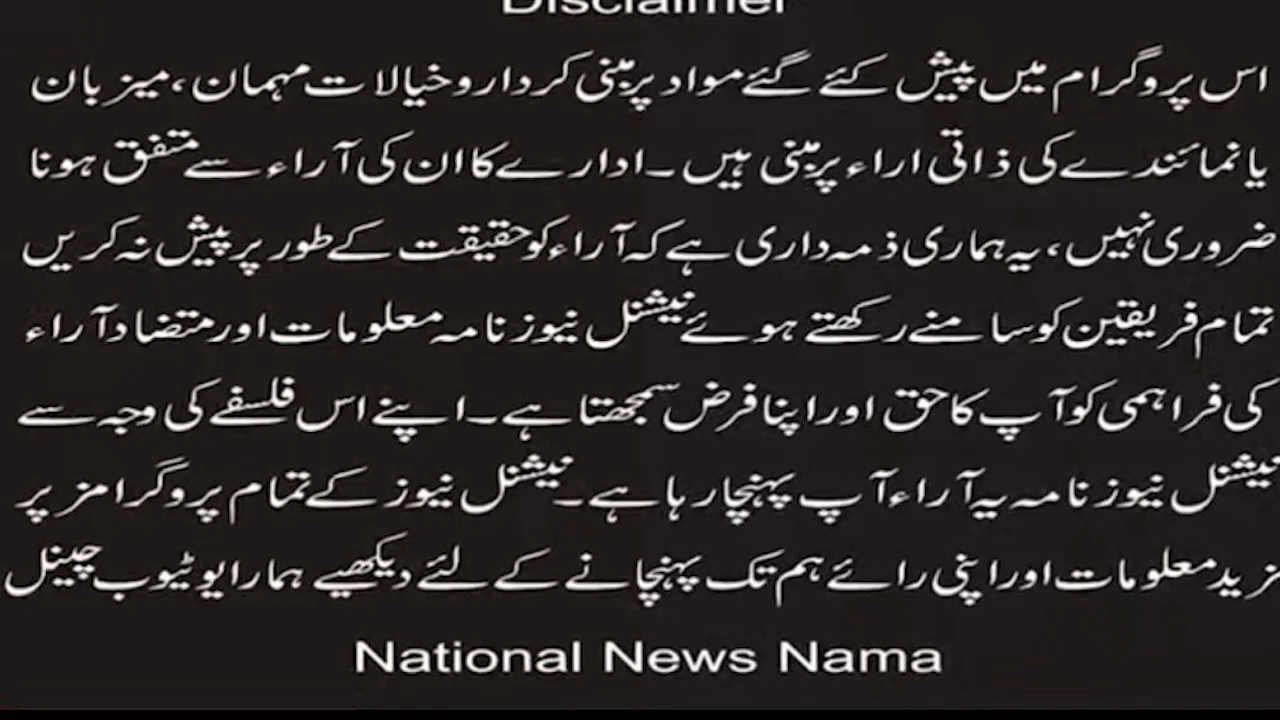 Disclaimer
اس پروگرام میں پیش کئے گئے مواد پر مبنی کردار و خیالات مہمان، میزبان
یا نمائندے کی ذاتی اراء پر مبنی ہیں۔ ادارے کا ان کی آراء سے متفق ہونا
ضروری نہیں، یہ ہماری ذمہ داری ہے کہ آراء کو حقیقت کے طور پر پیش نہ کریں
تمام فریقین کو سامنے رکھتے ہوئے نیشنل نیوز نامہ معلومات اور متضاد آراء
کی فراہمی کو آپ کا حق اور اپنا فرض سمجھتا ہے۔ اپنے اس فلسفے کی وجہ سے
نیشنل نیوز نامہ یہ آراء آپ پہنچا رہا ہے۔ نیشنل نیوز کے تمام پروگرامز پر
مزید معلومات اور اپنی رائے ہم تک پہنچانے کے لئے دیکھیے ہمارا یوٹیوب چینل
National News Nama